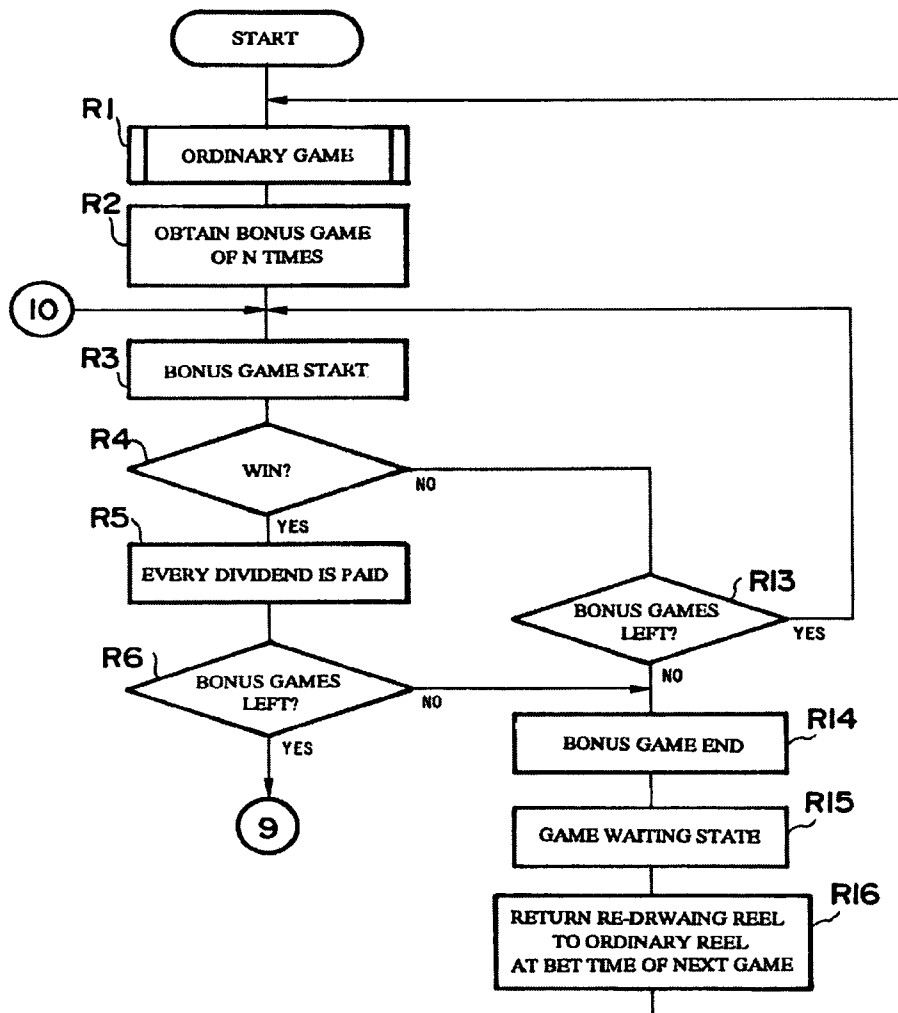 START
R1
ORDINARY GAME
R2
OBTAIN BONUS GAME
OF N TIMES
10
R3
BONUS GAME START
R4
WIN?
NO
YES
R5
EVERY DIVIDEND IS PAID
R13
BONUS GAMES
LEFT?
YES
NO
R6
BONUS GAMES
LEFT?
NO
YES
R14
BONUS GAME END
9
R15
GAME WAITING STATE
R16
RETURN RE-DRWAING REEL
TO ORDINARY REEL
AT BET TIME OF NEXT GAME